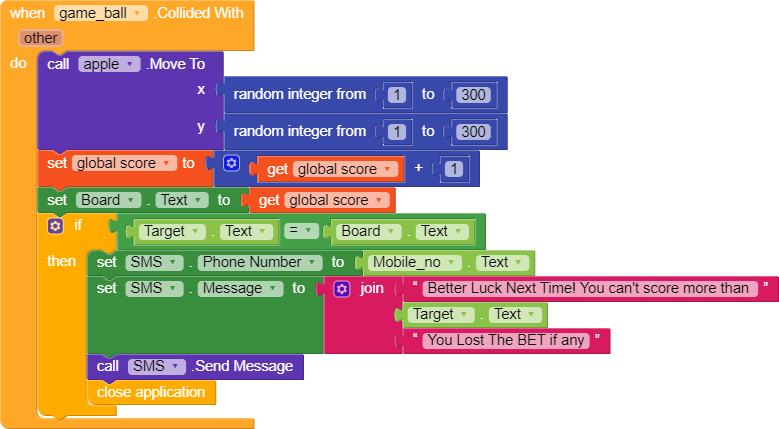 when game_ball .Collided With
other
do call apple .Move To
x random integer from 1 to 300
y random integer from 1 to 300
set global score to get global score + 1
set Board . Text to get global score
if Target . Text = Board . Text
then set SMS . Phone Number to Mobile_no . Text
set SMS . Message to join “ Better Luck Next Time! You can't score more than ”
Target . Text
“ You Lost The BET if any ”
call SMS .Send Message
close application